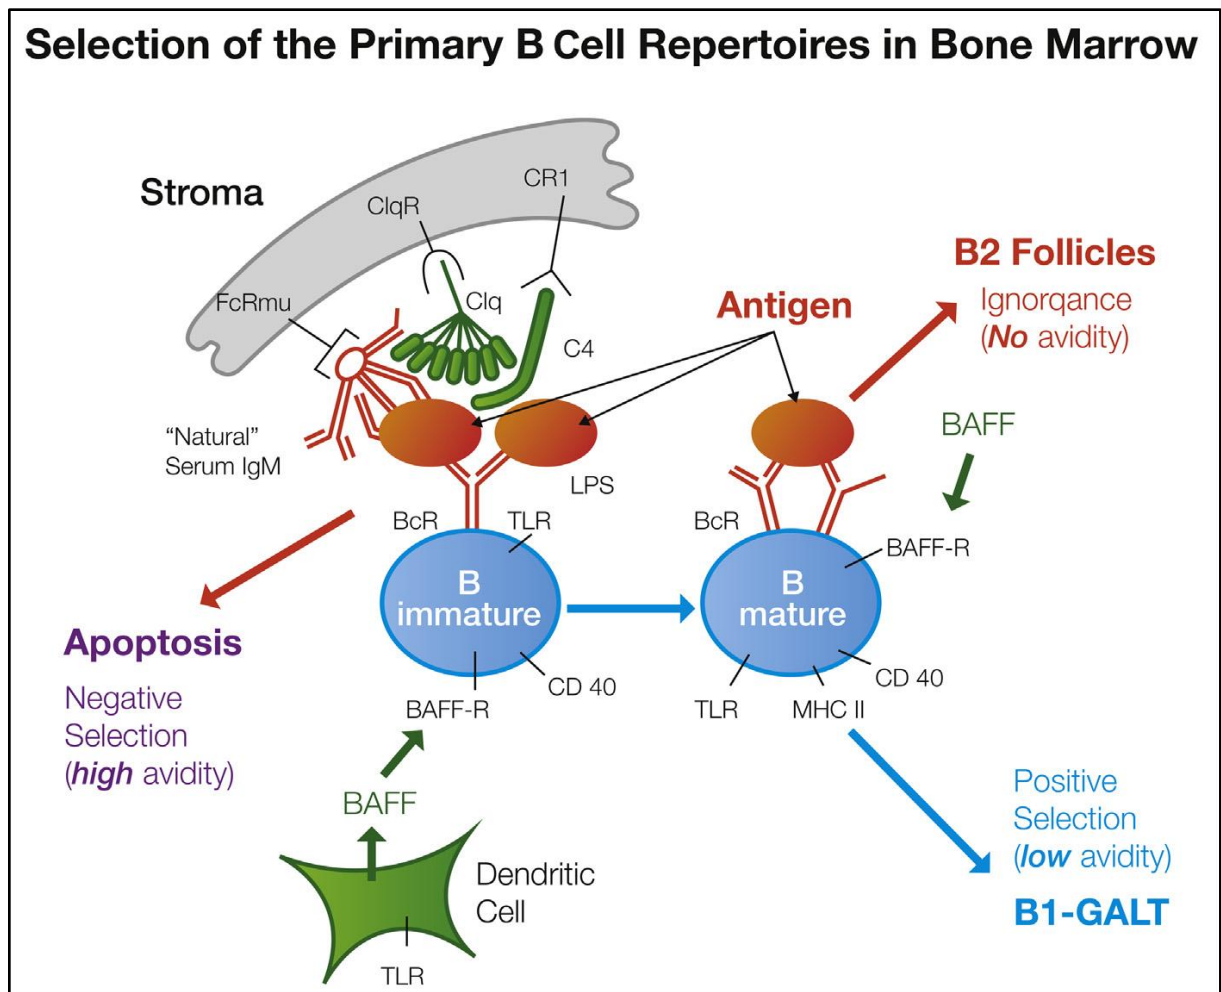 Selection of the Primary B Cell Repertoires in Bone Marrow
Stroma
CR1
ClqR
FcRmu
Clq
C4
"Natural"
Serum IgM
LPS
Antigen
B2 Follicles
Ignorqance
(No avidity)
BAFF
BcR
TLR
B
immature
BAFF-R
CD 40
BcR
BAFF-R
B
mature
TLR
MHC II
CD 40
Apoptosis
Negative
Selection
(high avidity)
BAFF
Dendritic
Cell
TLR
Positive
Selection
(low avidity)
B1-GALT